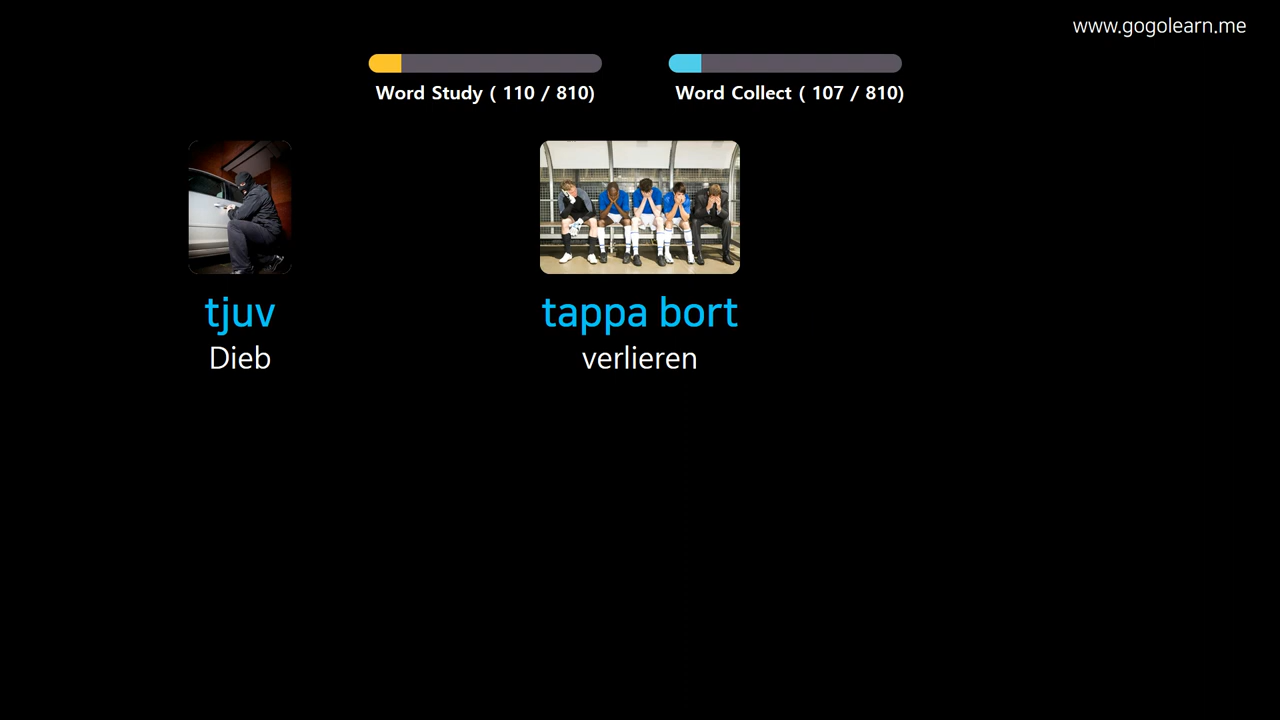 www.gogolearn.me
Word Study ( 110 / 810)
Word Collect ( 107 / 810)
tjuv
Dieb
tappa bort
verlieren